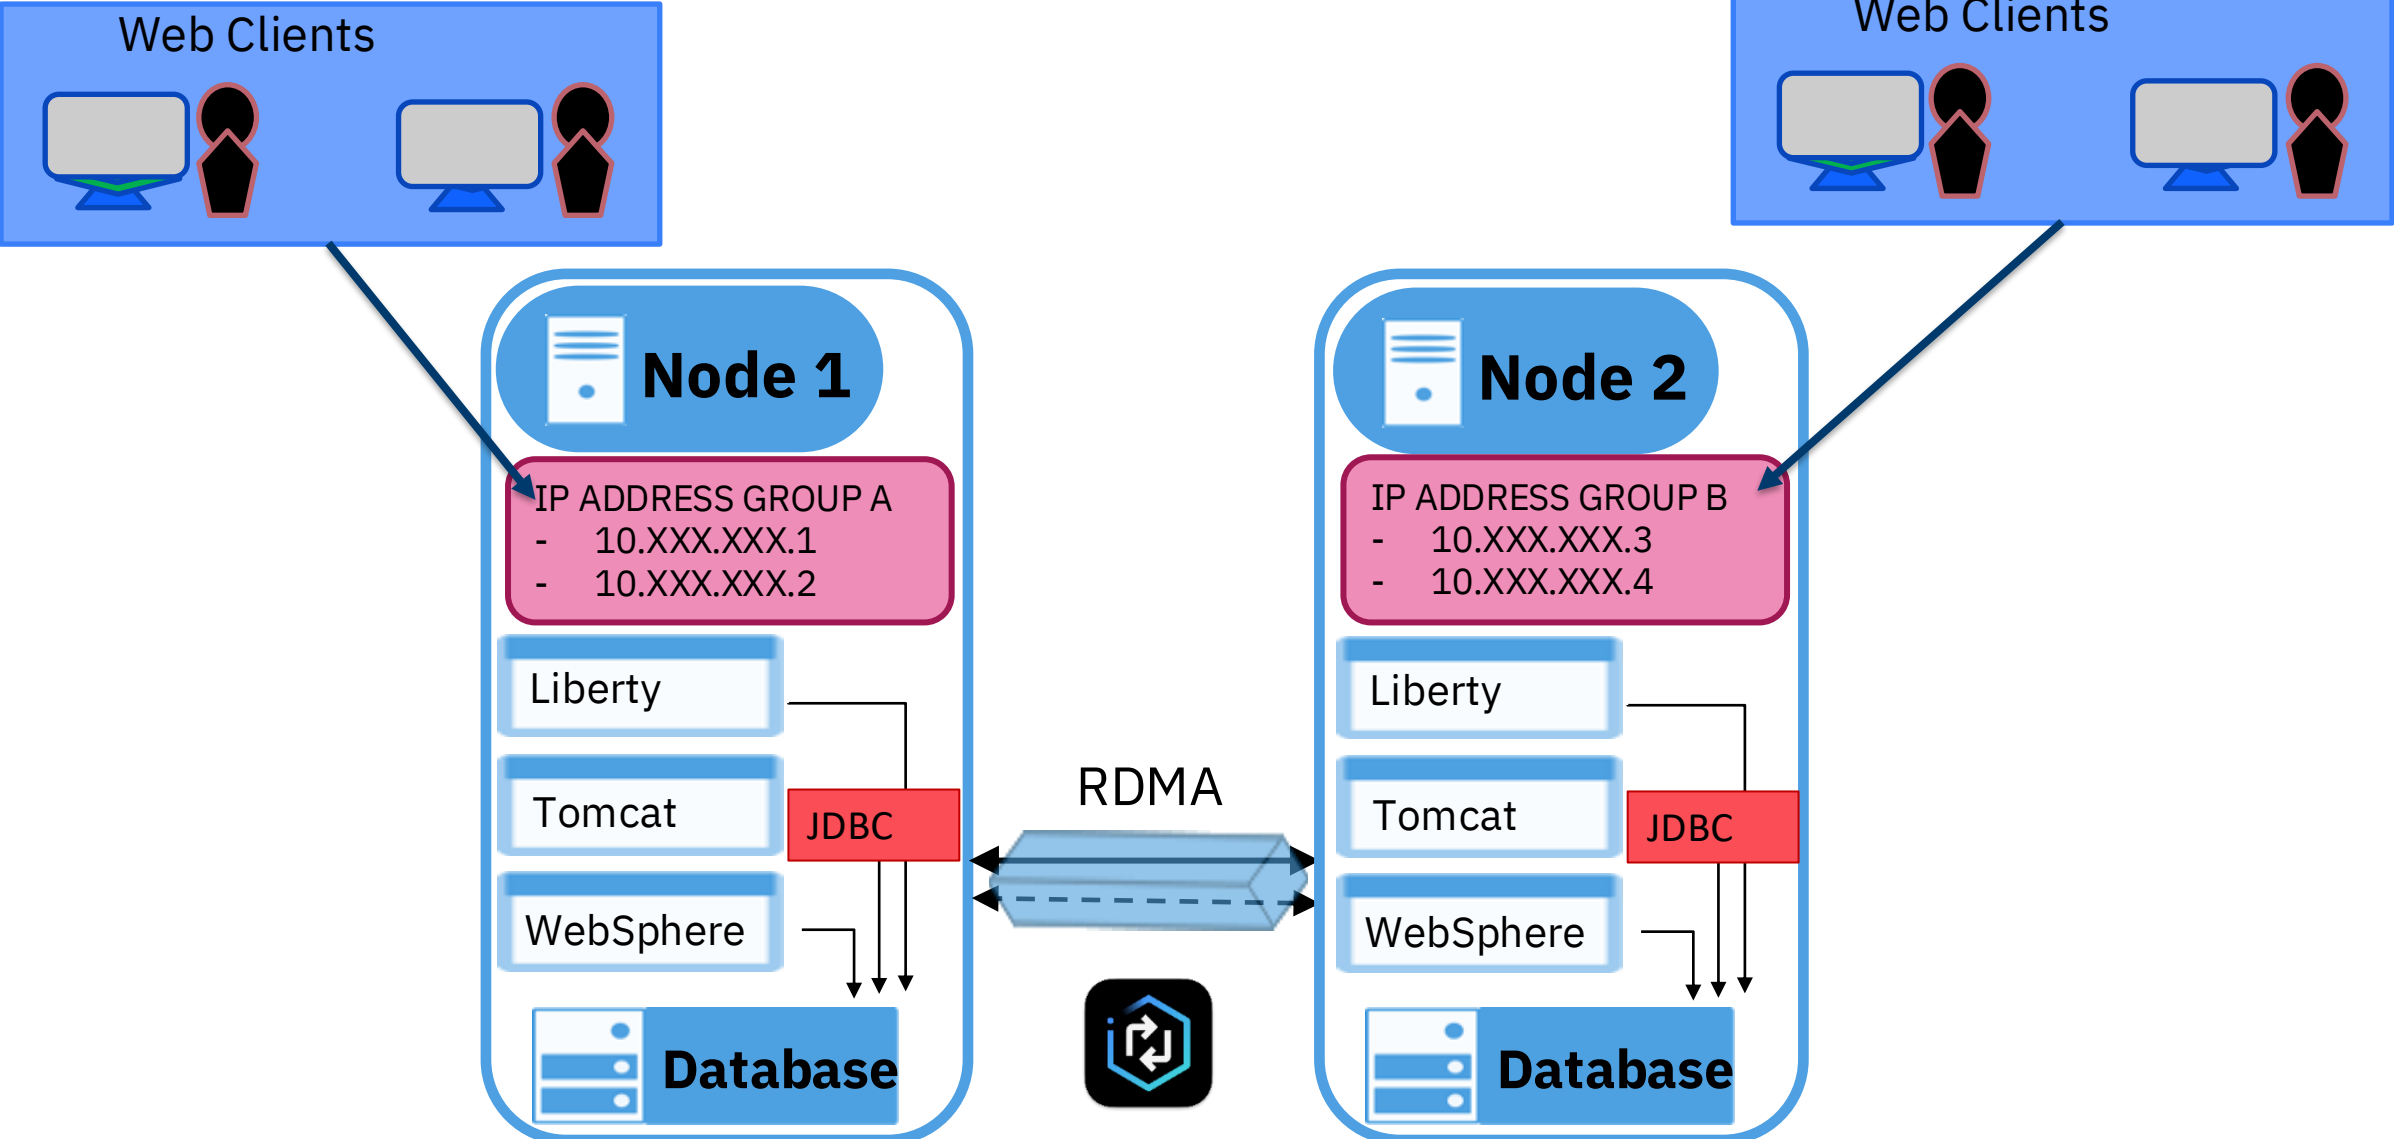 Web Clients
Web Clients
Node 1
IP ADDRESS GROUP A
- 10.XXX.XXX.1
- 10.XXX.XXX.2
Liberty
Tomcat
JDBC
WebSphere
Database
RDMA
Node 2
IP ADDRESS GROUP B
- 10.XXX.XXX.3
- 10.XXX.XXX.4
Liberty
Tomcat
JDBC
WebSphere
Database